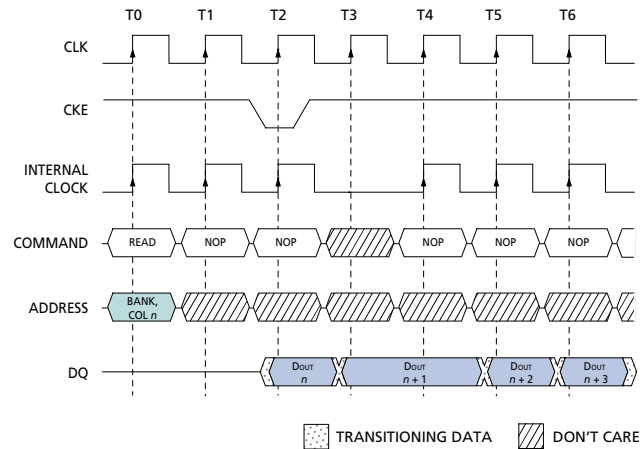 T0 T1 T2 T3 T4 T5 T6
CLK
CKE
INTERNAL
CLOCK
COMMAND READ NOP NOP NOP NOP NOP
ADDRESS BANK,
COL n
DQ DOUT DOUT DOUT DOUT
n n + 1 n + 2 n + 3
TRANSITIONING DATA DON'T CARE